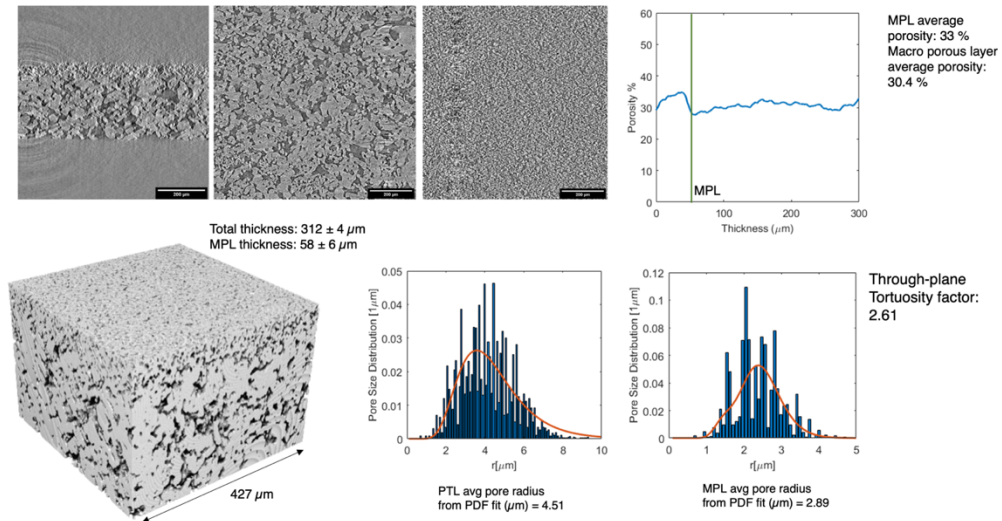 200 µm
200 µm
200 µm
60
50
40
30
20
10
0
Porosity %
MPL
0
100
200
300
Thickness (μm)
MPL average
porosity: 33 %
Macro porous layer
average porosity:
30.4 %
Total thickness: 312 ± 4 µm
MPL thickness: 58 ± 6 µm
427 µm
0.05
0.04
0.03
0.02
0.01
0
Pore Size Distribution [1μm]
0
2
4
6
8
10
r[μm]
PTL avg pore radius
from PDF fit (µm) = 4.51
0.12
0.1
0.08
0.06
0.04
0.02
0
Pore Size Distribution [1μm]
0
1
2
3
4
5
r[μm]
MPL avg pore radius
from PDF fit (µm) = 2.89
Through-plane
Tortuosity factor:
2.61